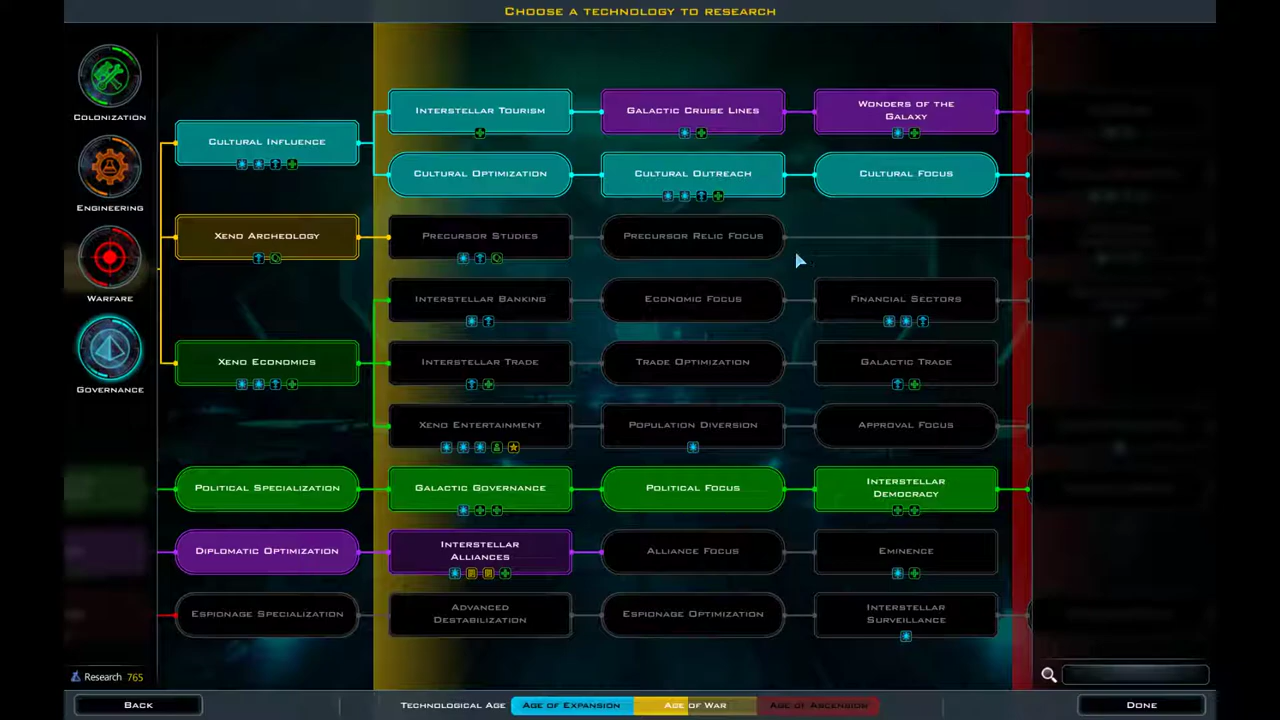 Choose a technology to research
Colonization
Engineering
Warfare
Governance
Interstellar Tourism
Galactic Cruise Lines
Wonders of the
Galaxy
Cultural Influence
Cultural Optimization
Cultural Outreach
Cultural Focus
Xeno Archeology
Precursor Studies
Precursor Relic Focus
Interstellar Banking
Economic Focus
Financial Sectors
Xeno Economics
Interstellar Trade
Trade Optimization
Galactic Trade
Xeno Entertainment
Population Diversion
Approval Focus
Political Specialization
Galactic Governance
Political Focus
Interstellar
Democracy
Diplomatic Optimization
Interstellar
Alliances
Alliance Focus
Eminence
Espionage Specialization
Advanced
Destabilization
Espionage Optimization
Interstellar
Surveillance
Research 765
Back
Technological Age
Age of Expansion
Age of War
Age of Ascension
Done